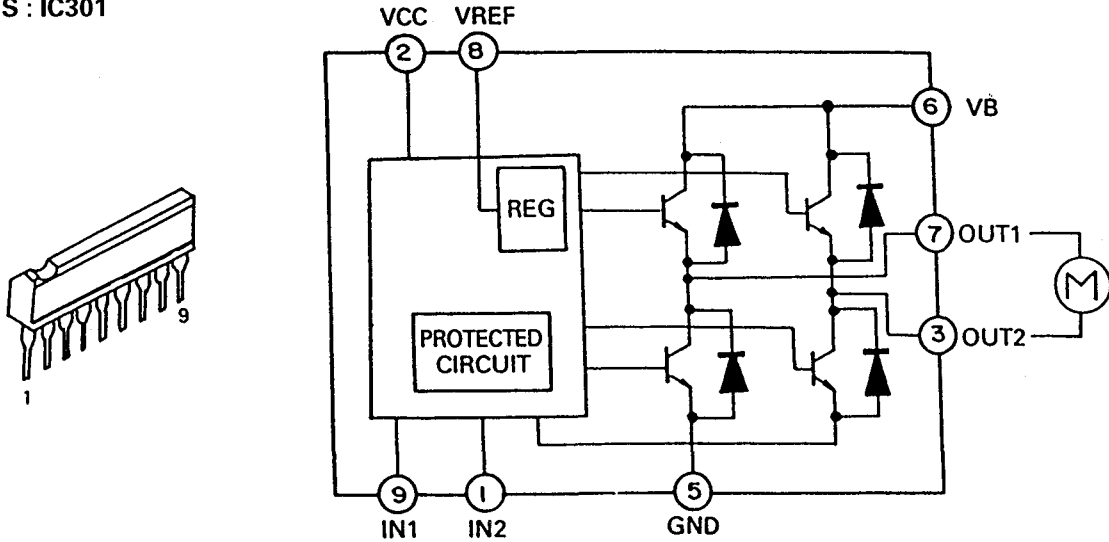 S : IC301
VCC VREF
2 8
6 VB
REG
7 OUT1
M
9
PROTECTED
CIRCUIT
3 OUT2
1
9 1 5
IN1 IN2 GND